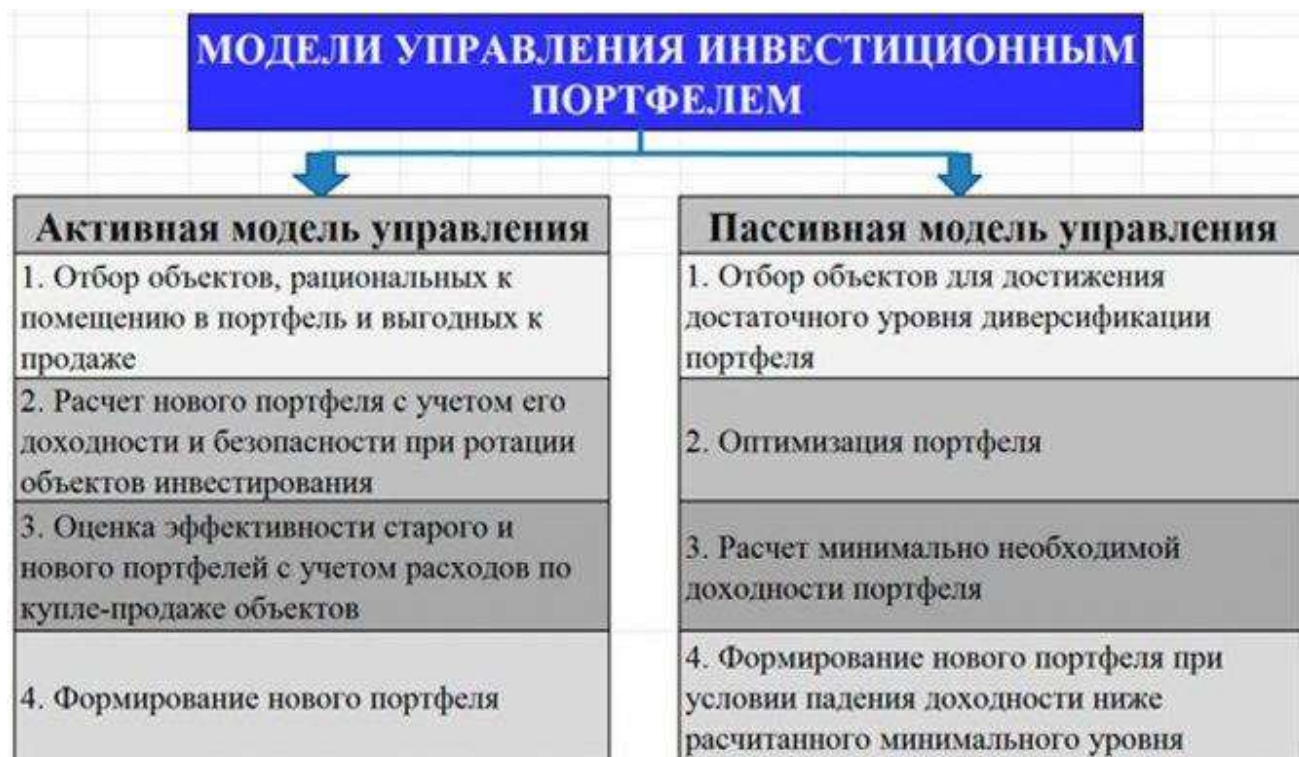 МОДЕЛИ УПРАВЛЕНИЯ ИНВЕСТИЦИОННЫМ
ПОРТФЕЛЕМ
Активная модель управления
1. Отбор объектов, рациональных к
помещению в портфель и выгодных к
продаже
2. Расчет нового портфеля с учетом его
доходности и безопасности при ротации
объектов инвестирования
3. Оценка эффективности старого и
нового портфелей с учетом расходов по
купле-продаже объектов
4. Формирование нового портфеля
Пассивная модель управления
1. Отбор объектов для достижения
достаточного уровня диверсификации
портфеля
2. Оптимизация портфеля
3. Расчет минимально необходимой
доходности портфеля
4. Формирование нового портфеля при
условии падения доходности ниже
расчитанного минимального уровня